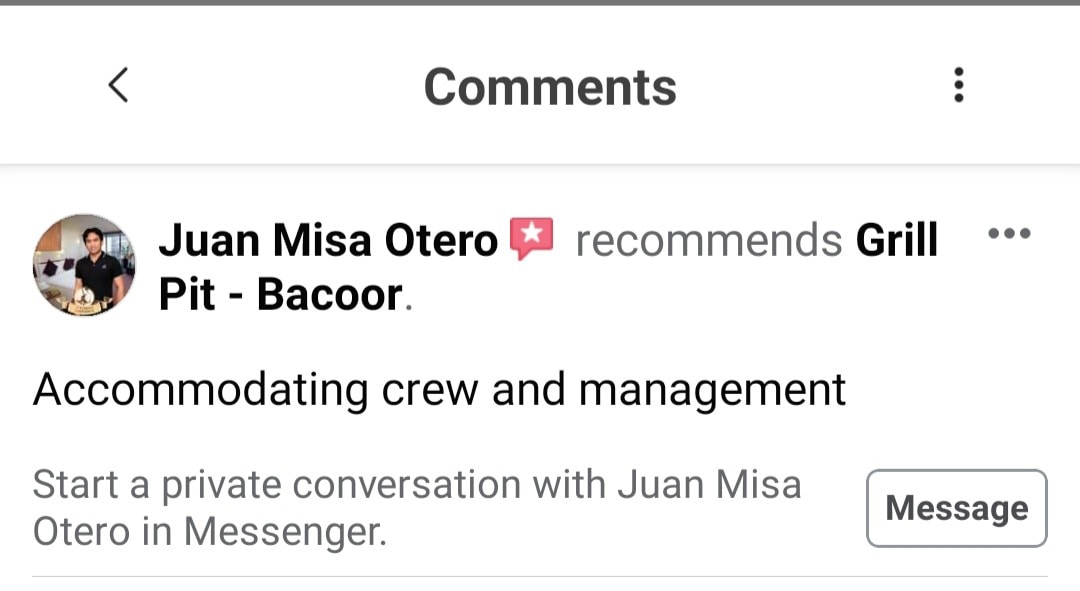 Comments
Juan Misa Otero recommends Grill
Pit - Bacoor.
Accommodating crew and management
Start a private conversation with Juan Misa
Otero in Messenger.
Message